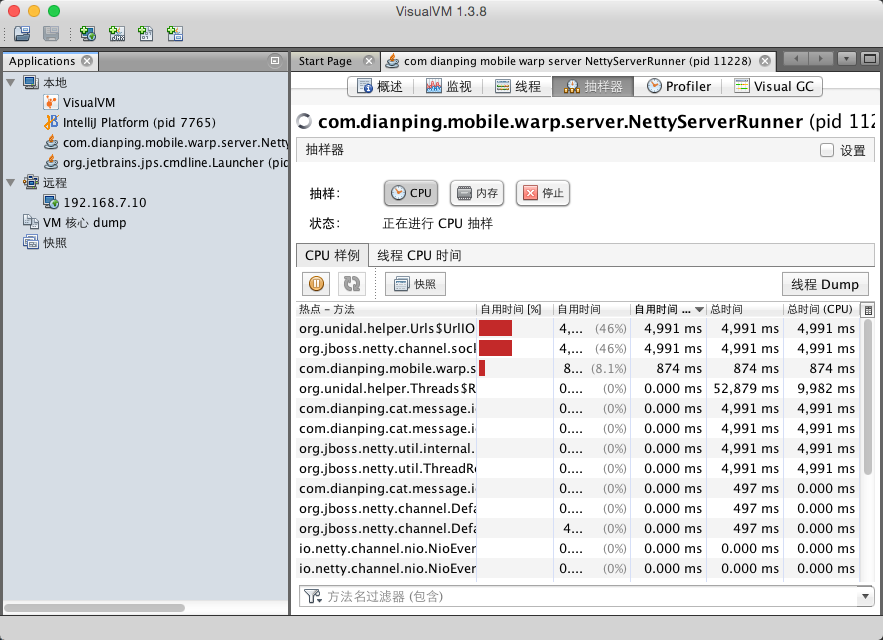 VisualVM 1.3.8
Applications
Start Page
com dianping mobile warp server NettyServerRunner (pid 11228)
本地
VisualVM
IntelliJ Platform (pid 7765)
com.dianping.mobile.warp.server.Netty
org.jetbrains.jps.cmdline.Launcher (pid
远程
192.168.7.10
VM 核心 dump
快照
概述 监视 线程 抽样器 Profiler Visual GC
com.dianping.mobile.warp.server.NettyServerRunner (pid 112
抽样器 设置
抽样: CPU 内存 停止
状态: 正在进行 CPU 抽样
CPU 样例 线程 CPU 时间
快照 线程 Dump
热点 – 方法 自用时间 [%] 自用时间 自用时间 ... 总时间 总时间 (CPU)
org.unidal.helper.Urls$UrlIO 4,... (46%) 4,991 ms 4,991 ms 4,991 ms
org.jboss.netty.channel.sock 4,... (46%) 4,991 ms 4,991 ms 4,991 ms
com.dianping.mobile.warp.s 8... (8.1%) 874 ms 874 ms 874 ms
org.unidal.helper.Threads$R 0.... (0%) 0.000 ms 52,879 ms 9,982 ms
com.dianping.cat.message.i 0.... (0%) 0.000 ms 4,991 ms 4,991 ms
com.dianping.cat.message.i 0.... (0%) 0.000 ms 4,991 ms 4,991 ms
org.jboss.netty.util.internal. 0.... (0%) 0.000 ms 4,991 ms 4,991 ms
org.jboss.netty.util.ThreadRe 0.... (0%) 0.000 ms 4,991 ms 4,991 ms
com.dianping.cat.message.i 0.... (0%) 0.000 ms 497 ms 0.000 ms
org.jboss.netty.channel.Defa 0.... (0%) 0.000 ms 497 ms 0.000 ms
org.jboss.netty.channel.Defa 4... (0%) 0.000 ms 497 ms 0.000 ms
io.netty.channel.nio.NioEver 0.... (0%) 0.000 ms 0.000 ms 0.000 ms
io.netty.channel.nio.NioEver 0.... (0%) 0.000 ms 0.000 ms 0.000 ms
方法名过滤器 (包含)